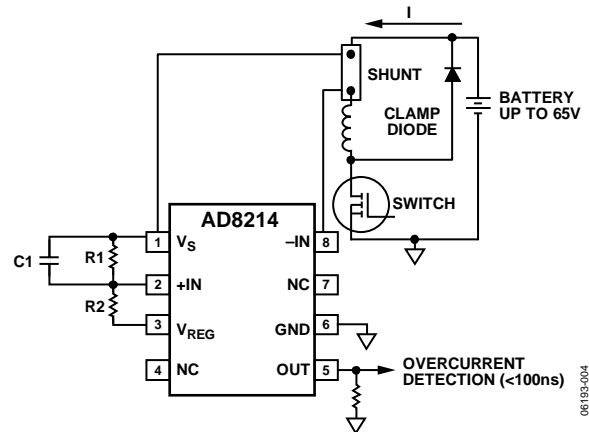 I
SHUNT
CLAMP
DIODE
BATTERY
UP TO 65V
SWITCH
AD8214
1 VS –IN 8
C1 R1
2 +IN NC 7
R2
3 VREG GND 6
4 NC OUT 5
OVERCURRENT
DETECTION (<100ns)
06193-004